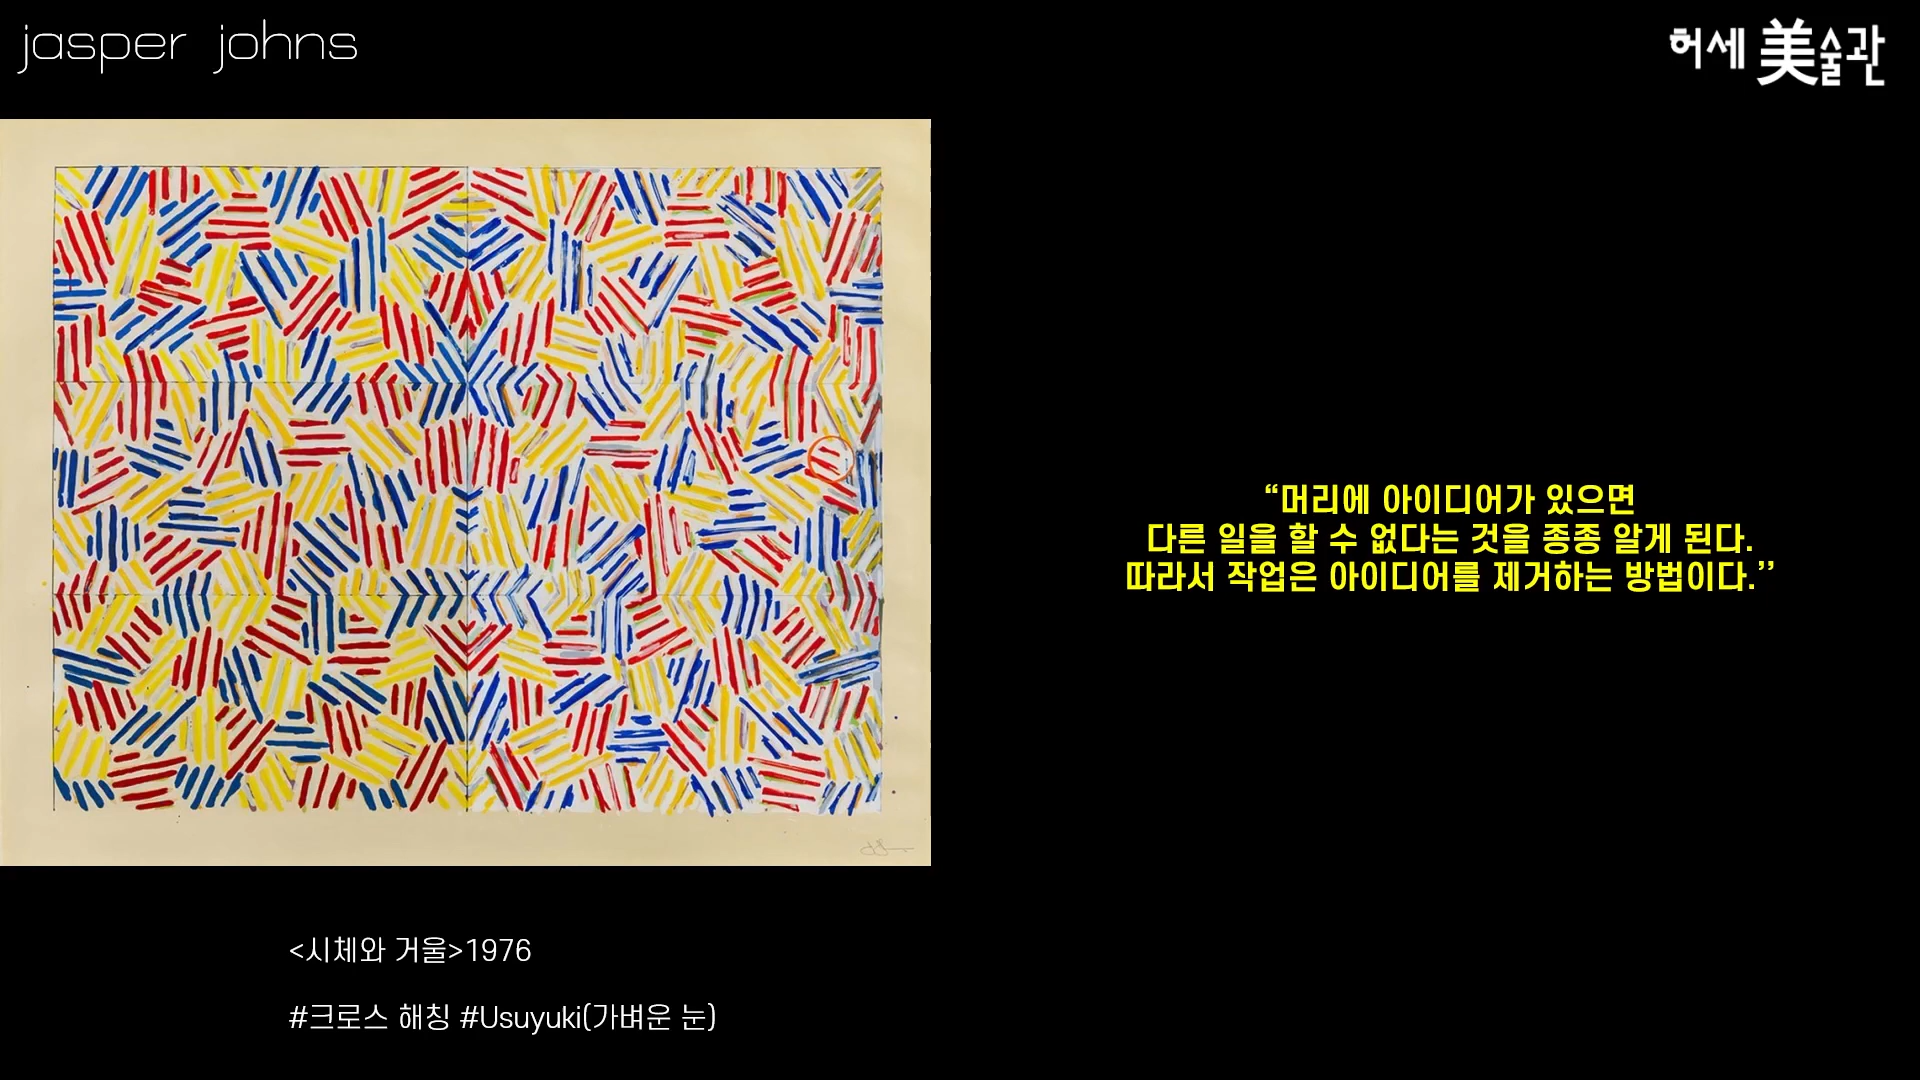 jasper johns
허세 美술관
“머리에 아이디어가 있으면
다른 일을 할 수 없다는 것을 종종 알게 된다.
따라서 작업은 아이디어를 제거하는 방법이다.’’
<시체와 거울>1976
#크로스 해칭 #Usuyuki(가벼운 눈)